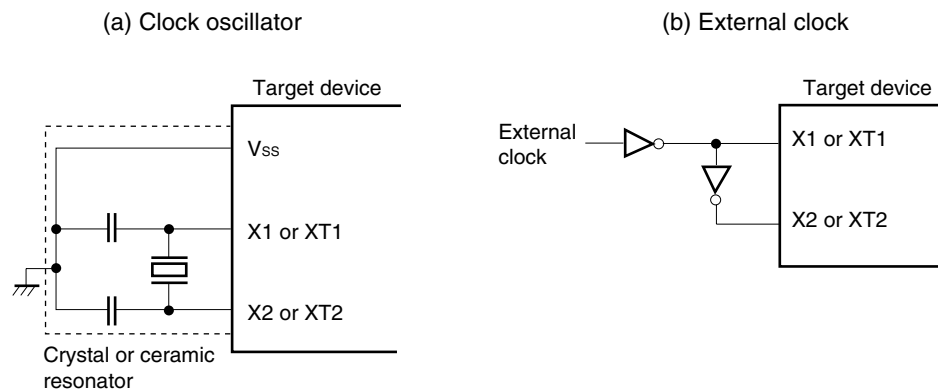 (a) Clock oscillator
Target device
VSS
X1 or XT1
X2 or XT2
Crystal or ceramic
resonator
(b) External clock
Target device
External
clock
X1 or XT1
X2 or XT2